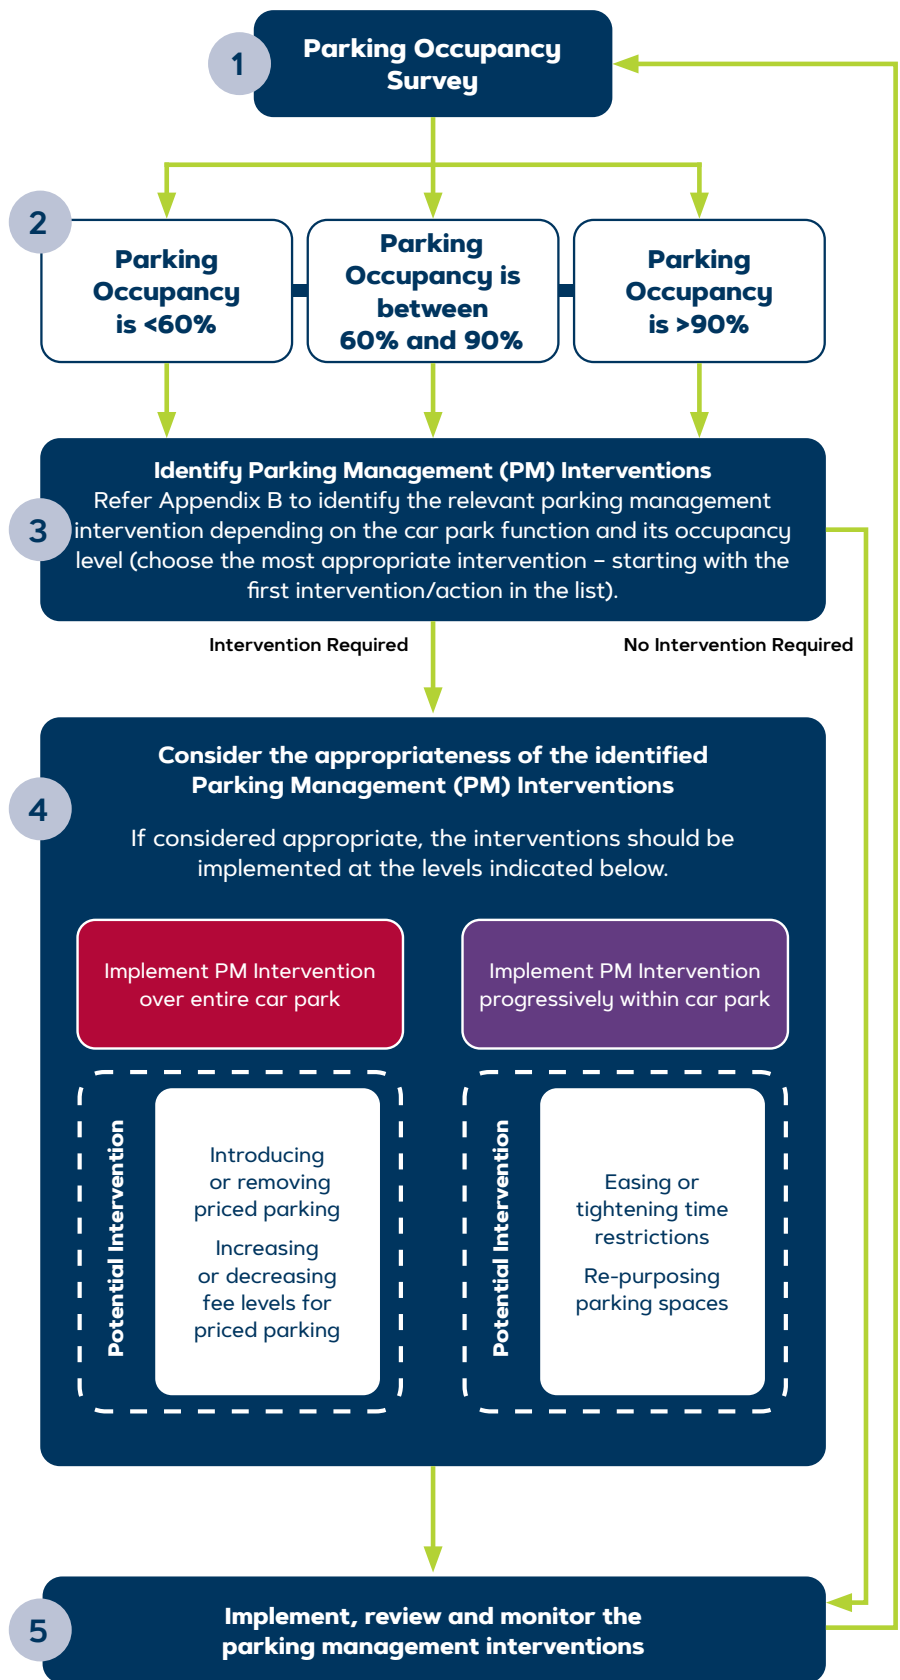 1
Parking Occupancy
Survey
2
Parking
Occupancy
is <60%
Parking
Occupancy is
between
60% and 90%
Parking
Occupancy
is >90%
3
Identify Parking Management (PM) Interventions
Refer Appendix B to identify the relevant parking management
intervention depending on the car park function and its occupancy
level (choose the most appropriate intervention – starting with the
first intervention/action in the list).
Intervention Required
No Intervention Required
4
Consider the appropriateness of the identified
Parking Management (PM) Interventions
If considered appropriate, the interventions should be
implemented at the levels indicated below.
Implement PM Intervention
over entire car park
Potential Intervention
Introducing
or removing
priced parking
Increasing
or decreasing
fee levels for
priced parking
Implement PM Intervention
progressively within car park
Potential Intervention
Easing or
tightening time
restrictions
Re-purposing
parking spaces
5
Implement, review and monitor the
parking management interventions